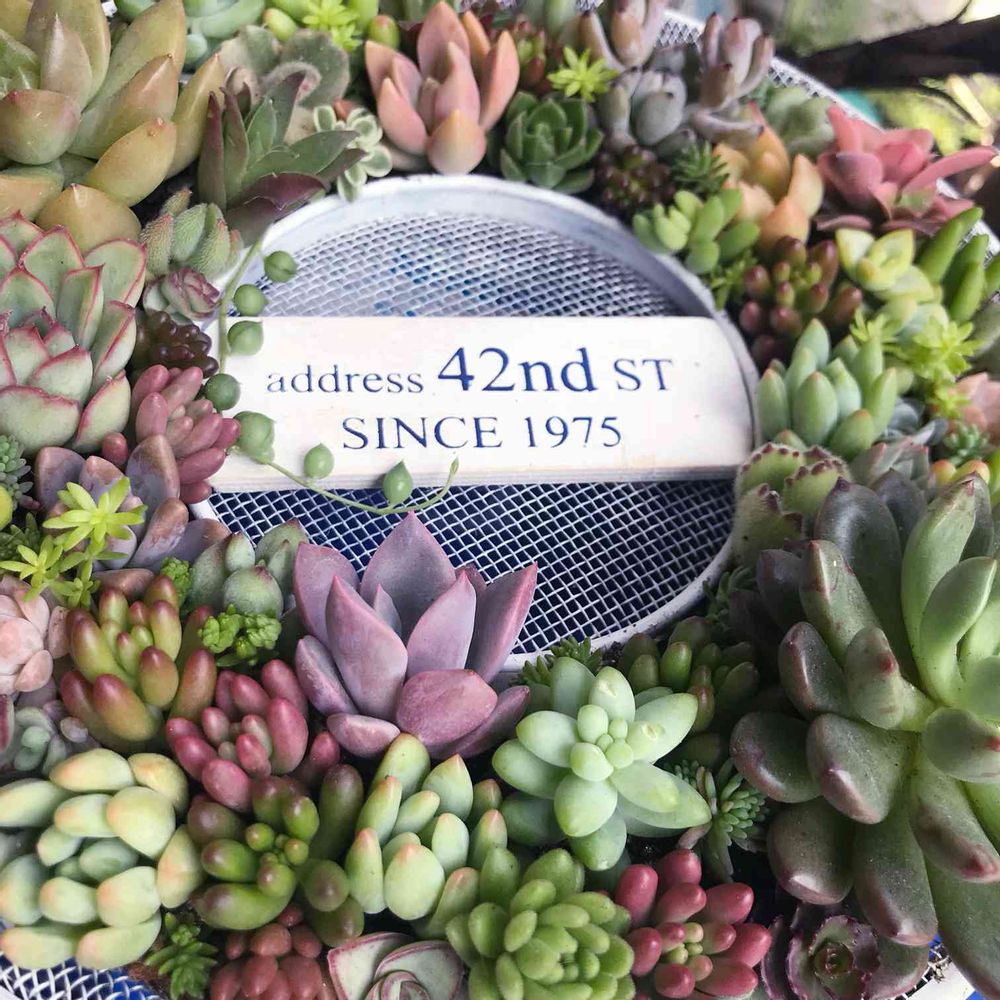 address 42nd ST
SINCE 1975